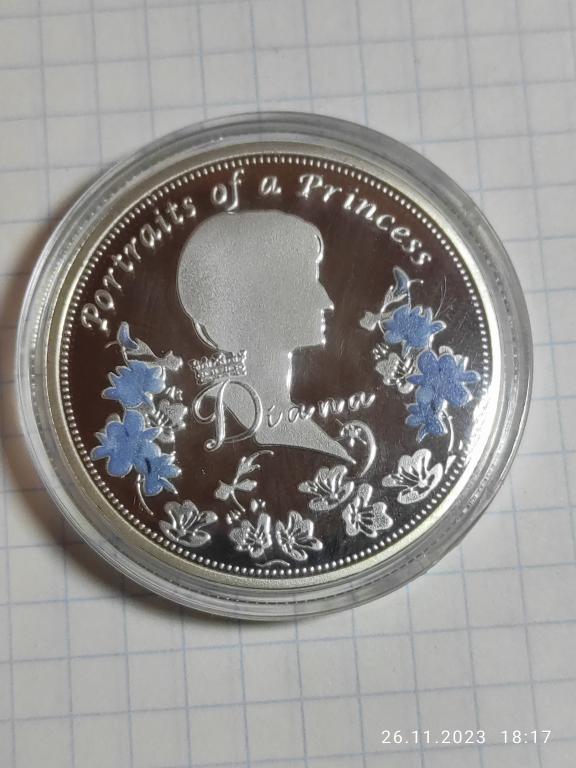 Portraits of a Princess
Diana
26.11.2023 18:17